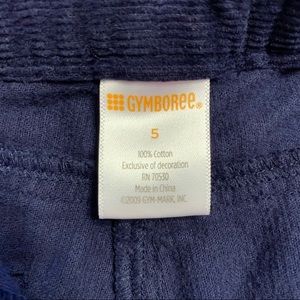 GYMBOREE®
5
100% Cotton
Exclusive of decoration
RN 70530
Made in China
©2009 GYM-MARK, INC.